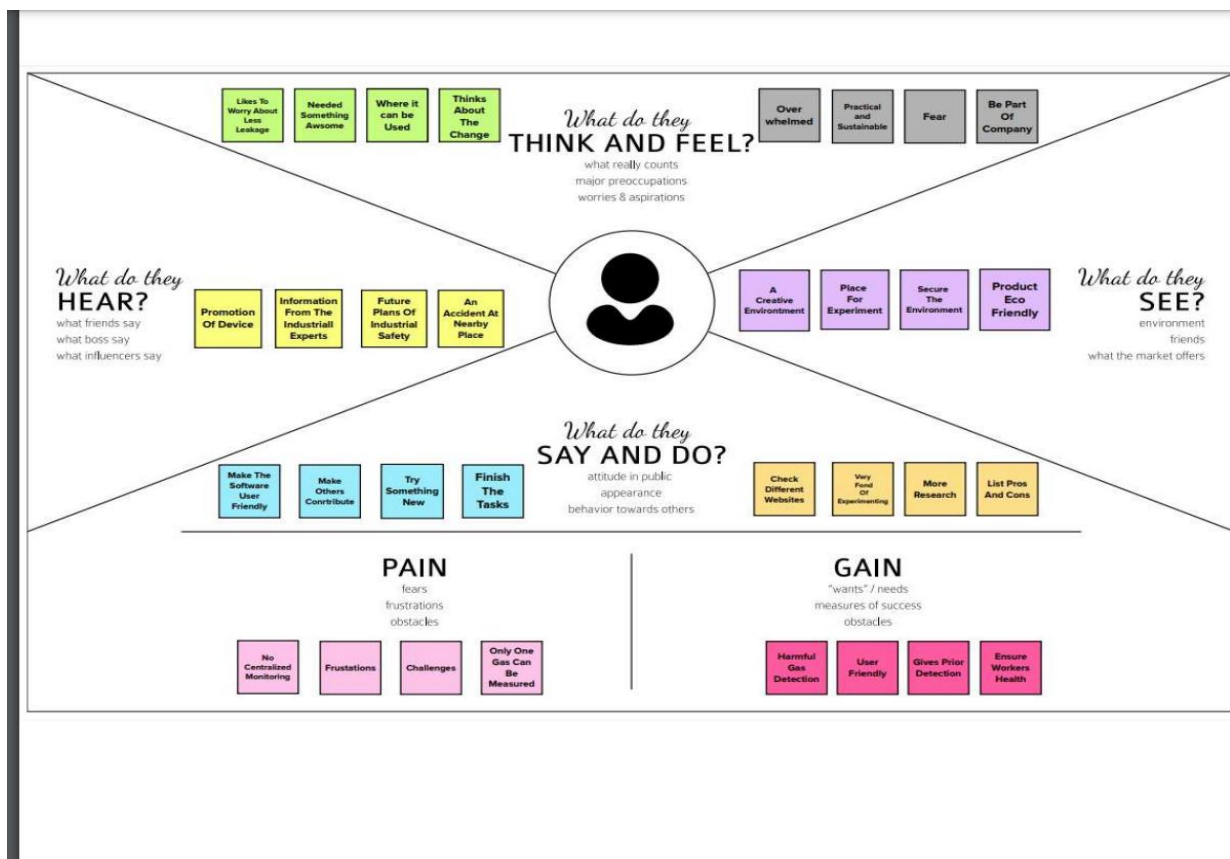 Likes To
Worry About
Less
Leakage
Needed
Something
Awsome
Where it
can be
Used
Thinks
About
The
Change
What do they
THINK AND FEEL?
what really counts
major preoccupations
worries & aspirations
Over
whelmed
Practical
and
Sustainable
Fear
Be Part
Of
Company
What do they
HEAR?
what friends say
what boss say
what influencers say
Promotion
Of Device
Information
From The
Industriall
Experts
Future
Plans Of
Industrial
Safety
An
Accident At
Nearby
Place
A
Creative
Environtment
Place
For
Experiment
Secure
The
Environment
Product
Eco
Friendly
What do they
SEE?
environment
friends
what the market offers
What do they
SAY AND DO?
attitude in public
appearance
behavior towards others
Make The
Software
User
Friendly
Make
Others
Conrtribute
Try
Something
New
Finish
The
Tasks
Check
Different
Websites
Very
Fond
Of
Experimenting
More
Research
List Pros
And Cons
PAIN
fears
frustrations
obstacles
No
Centralized
Monitoring
Frustations
Challenges
Only One
Gas Can
Be
Measured
GAIN
"wants" / needs
measures of success
obstacles
Harmful
Gas
Detection
User
Friendly
Gives Prior
Detection
Ensure
Workers
Health